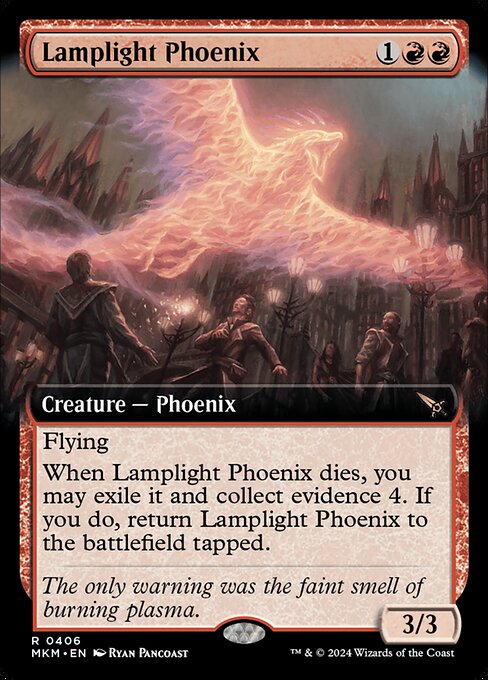 Lamplight Phoenix 1
Creature — Phoenix
Flying
When Lamplight Phoenix dies, you
may exile it and collect evidence 4. If
you do, return Lamplight Phoenix to
the battlefield tapped.
The only warning was the faint smell of
burning plasma.
3/3
R 0406
MKM • EN Ryan Pancoast
™ & © 2024 Wizards of the Coast